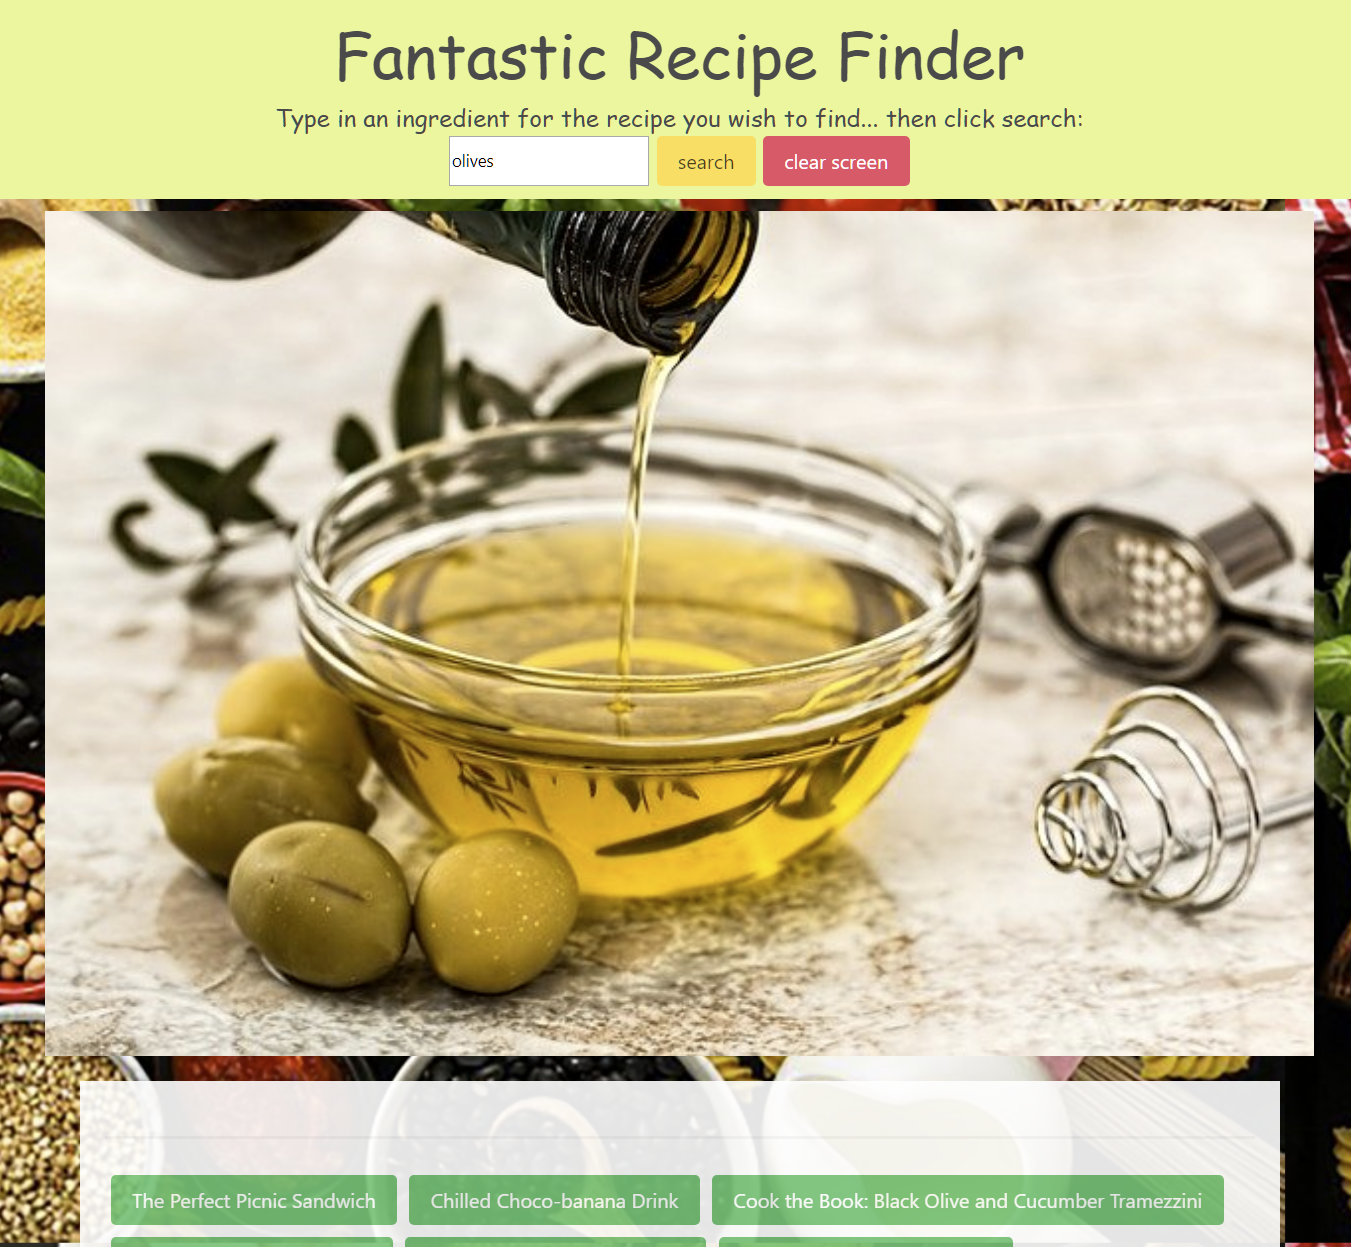 Fantastic Recipe Finder
Type in an ingredient for the recipe you wish to find... then click search:
olives search clear screen
The Perfect Picnic Sandwich Chilled Choco-banana Drink Cook the Book: Black Olive and Cucumber Tramezzini